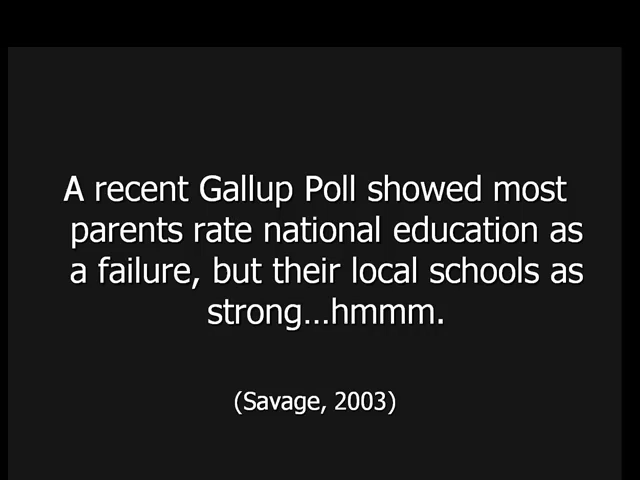 A recent Gallup Poll showed most
parents rate national education as
a failure, but their local schools as
strong...hmmm.
(Savage, 2003)